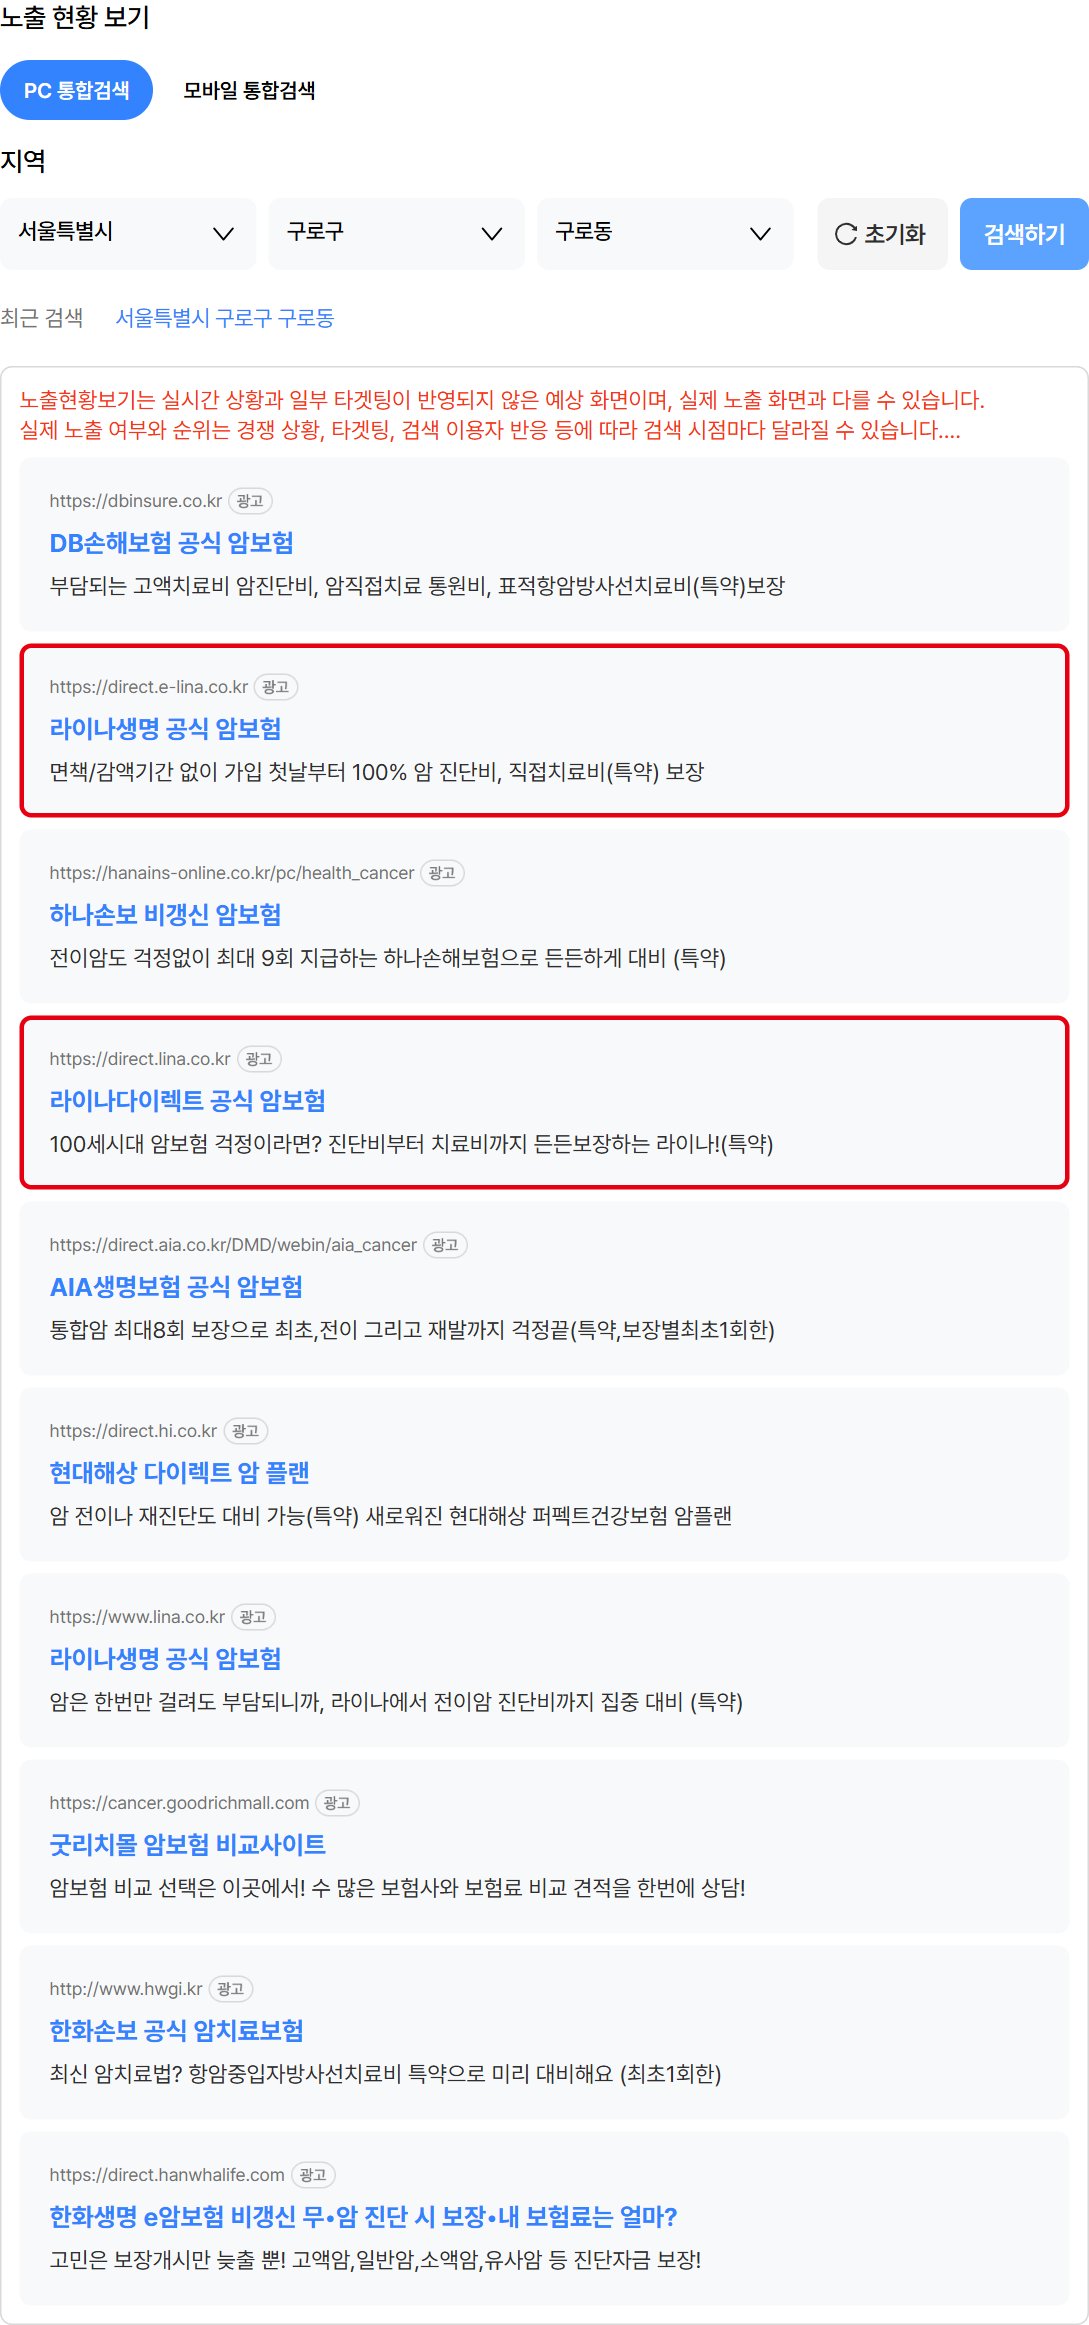 노출 현황 보기
PC 통합검색 모바일 통합검색
지역
서울특별시 구로구 구로동 초기화 검색하기
최근 검색 서울특별시 구로구 구로동
노출현황보기는 실시간 상황과 일부 타겟팅이 반영되지 않은 예상 화면이며, 실제 노출 화면과 다를 수 있습니다.
실제 노출 여부와 순위는 경쟁 상황, 타겟팅, 검색 이용자 반응 등에 따라 검색 시점마다 달라질 수 있습니다....
https://dbinsure.co.kr 광고
DB손해보험 공식 암보험
부담되는 고액치료비 암진단비, 암직접치료 통원비, 표적항암방사선치료비(특약)보장
https://direct.e-lina.co.kr 광고
라이나생명 공식 암보험
면책/감액기간 없이 가입 첫날부터 100% 암 진단비, 직접치료비(특약) 보장
https://hanains-online.co.kr/pc/health_cancer 광고
하나손보 비갱신 암보험
전이암도 걱정없이 최대 9회 지급하는 하나손해보험으로 든든하게 대비 (특약)
https://direct.lina.co.kr 광고
라이나다이렉트 공식 암보험
100세시대 암보험 걱정이라면? 진단비부터 치료비까지 든든보장하는 라이나!(특약)
https://direct.aia.co.kr/DMD/webin/aia_cancer 광고
AIA생명보험 공식 암보험
통합암 최대8회 보장으로 최초,전이 그리고 재발까지 걱정끝(특약,보장별최초1회한)
https://direct.hi.co.kr 광고
현대해상 다이렉트 암 플랜
암 전이나 재진단도 대비 가능(특약) 새로워진 현대해상 퍼펙트건강보험 암플랜
https://www.lina.co.kr 광고
라이나생명 공식 암보험
암은 한번만 걸려도 부담되니까, 라이나에서 전이암 진단비까지 집중 대비 (특약)
https://cancer.goodrichmall.com 광고
굿리치몰 암보험 비교사이트
암보험 비교 선택은 이곳에서! 수 많은 보험사와 보험료 비교 견적을 한번에 상담!
http://www.hwgi.kr 광고
한화손보 공식 암치료보험
최신 암치료법? 항암중입자방사선치료비 특약으로 미리 대비해요 (최초1회한)
https://direct.hanwhalife.com 광고
한화생명 e암보험 비갱신 무•암 진단 시 보장•내 보험료는 얼마?
고민은 보장개시만 늦출 뿐! 고액암,일반암,소액암,유사암 등 진단자금 보장!